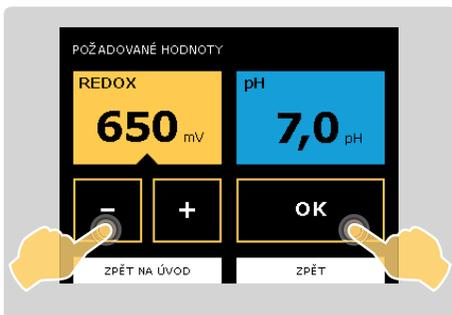 POŽADOVANÉ HODNOTY
REDOX
650 mV
pH
7,0 pH
- + OK
ZPĚT NA ÚVOD ZPĚT